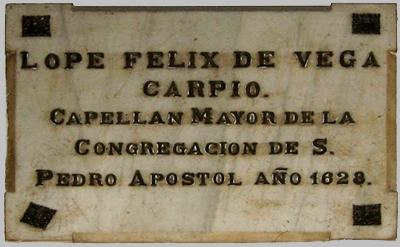 LOPE FELIX DE VEGA
CARPIO.
CAPELLAN MAYOR DE LA
CONGREGACION DE S.
PEDRO APOSTOL AÑO 1628.